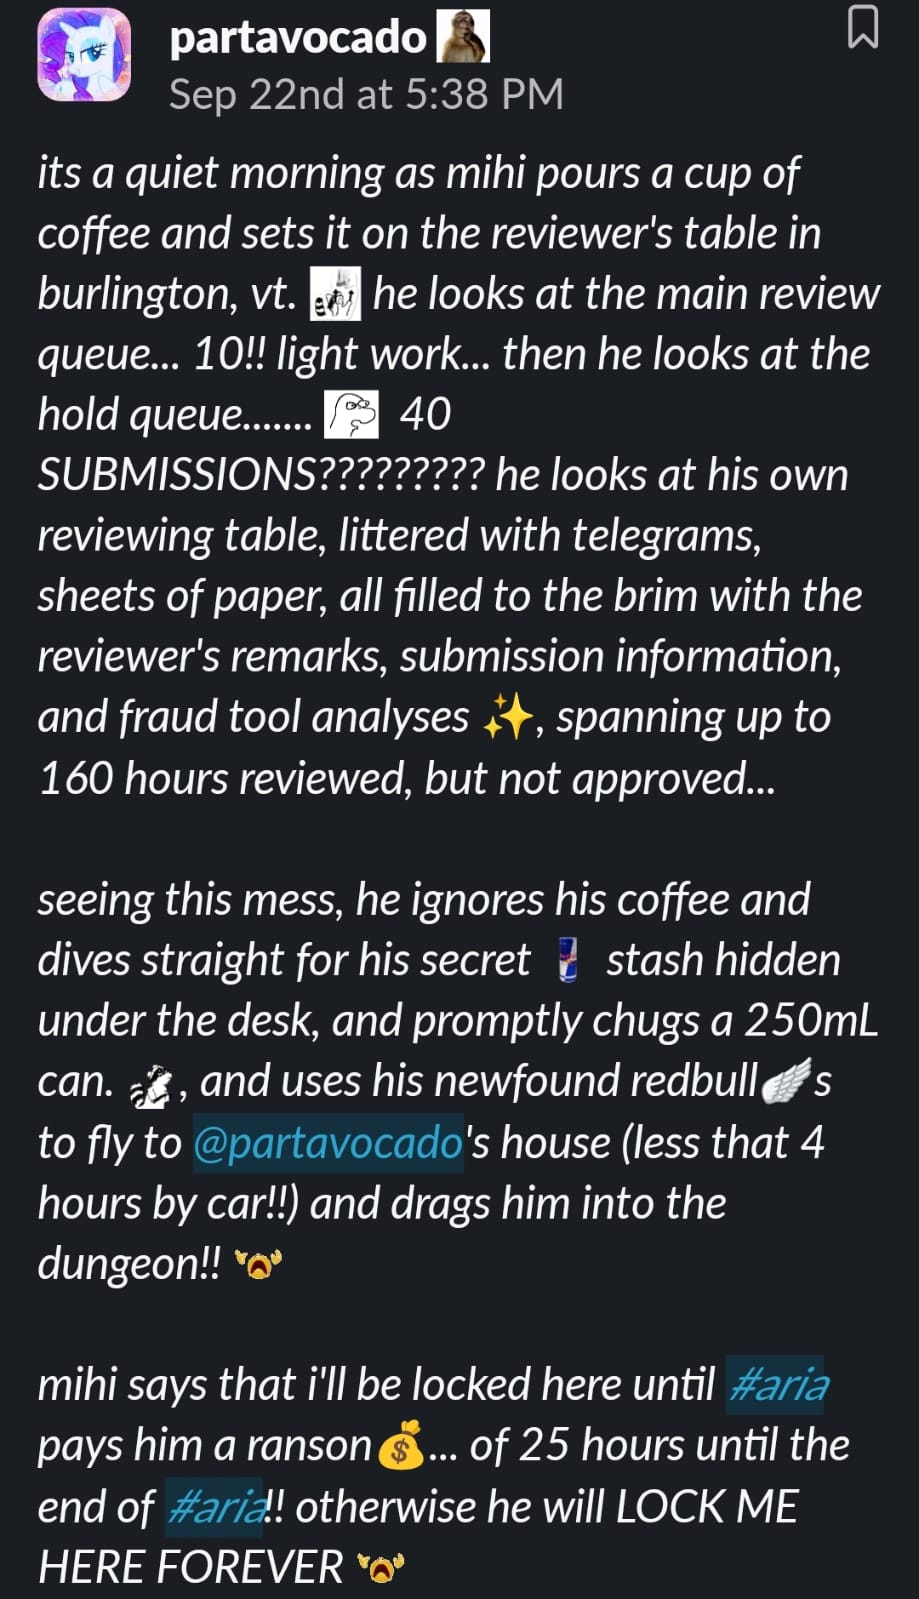 partavocado
Sep 22nd at 5:38 PM
its a quiet morning as mihi pours a cup of
coffee and sets it on the reviewer's table in
burlington, vt. he looks at the main review
queue... 10!! light work... then he looks at the
hold queue....... 40
SUBMISSIONS????????? he looks at his own
reviewing table, littered with telegrams,
sheets of paper, all filled to the brim with the
reviewer's remarks, submission information,
and fraud tool analyses ✨, spanning up to
160 hours reviewed, but not approved...
seeing this mess, he ignores his coffee and
dives straight for his secret stash hidden
under the desk, and promptly chugs a 250mL
can. , and uses his newfound redbull🪽s
to fly to @partavocado's house (less that 4
hours by car!!) and drags him into the
dungeon!!
mihi says that i'll be locked here until #aria
pays him a ranson💰... of 25 hours until the
end of #aria!! otherwise he will LOCK ME
HERE FOREVER